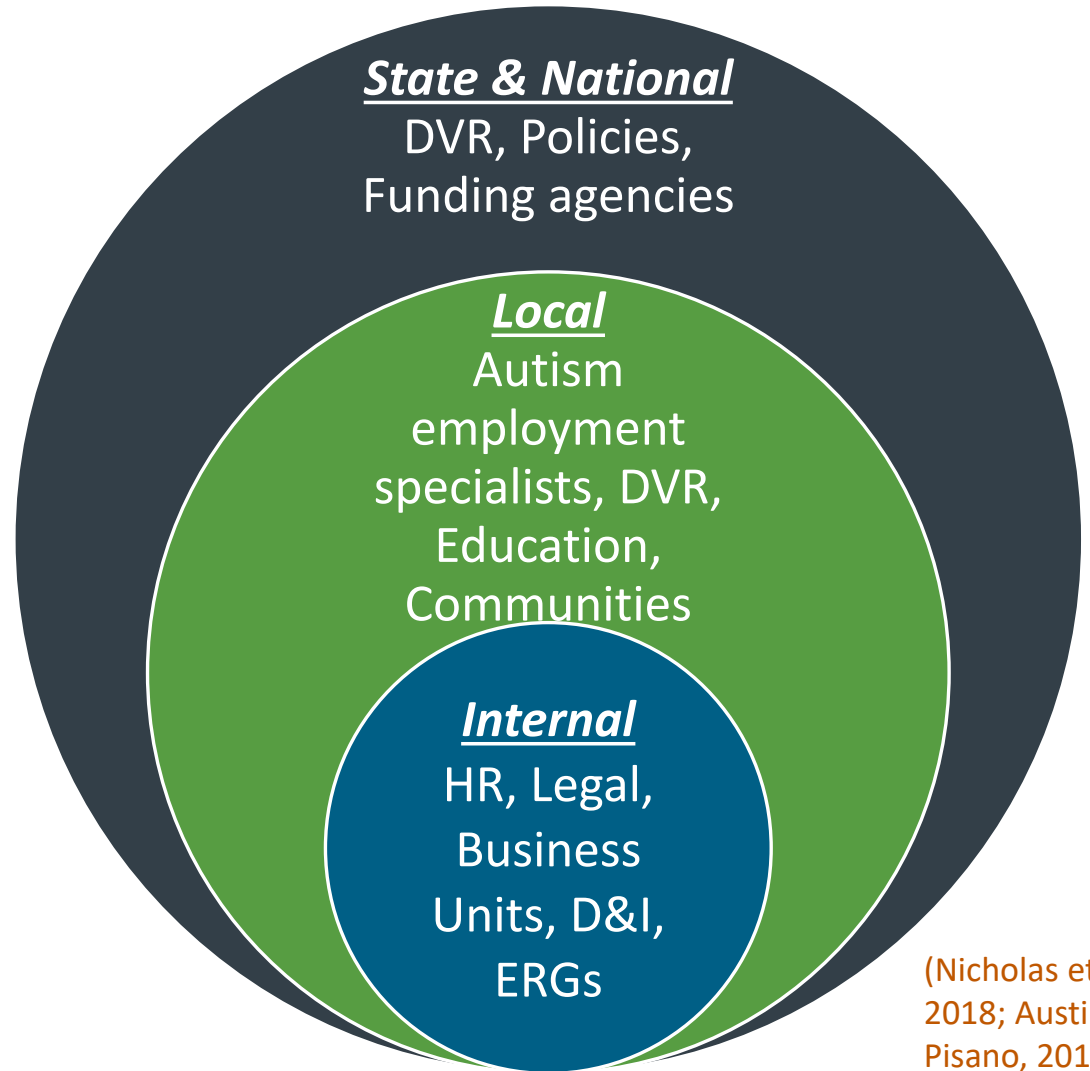 State & National
DVR, Policies,
Funding agencies
Local
Autism
employment
specialists, DVR,
Education,
Communities
Internal
HR, Legal,
Business
Units, D&I,
ERGs
(Nicholas
2018;
Pisano,